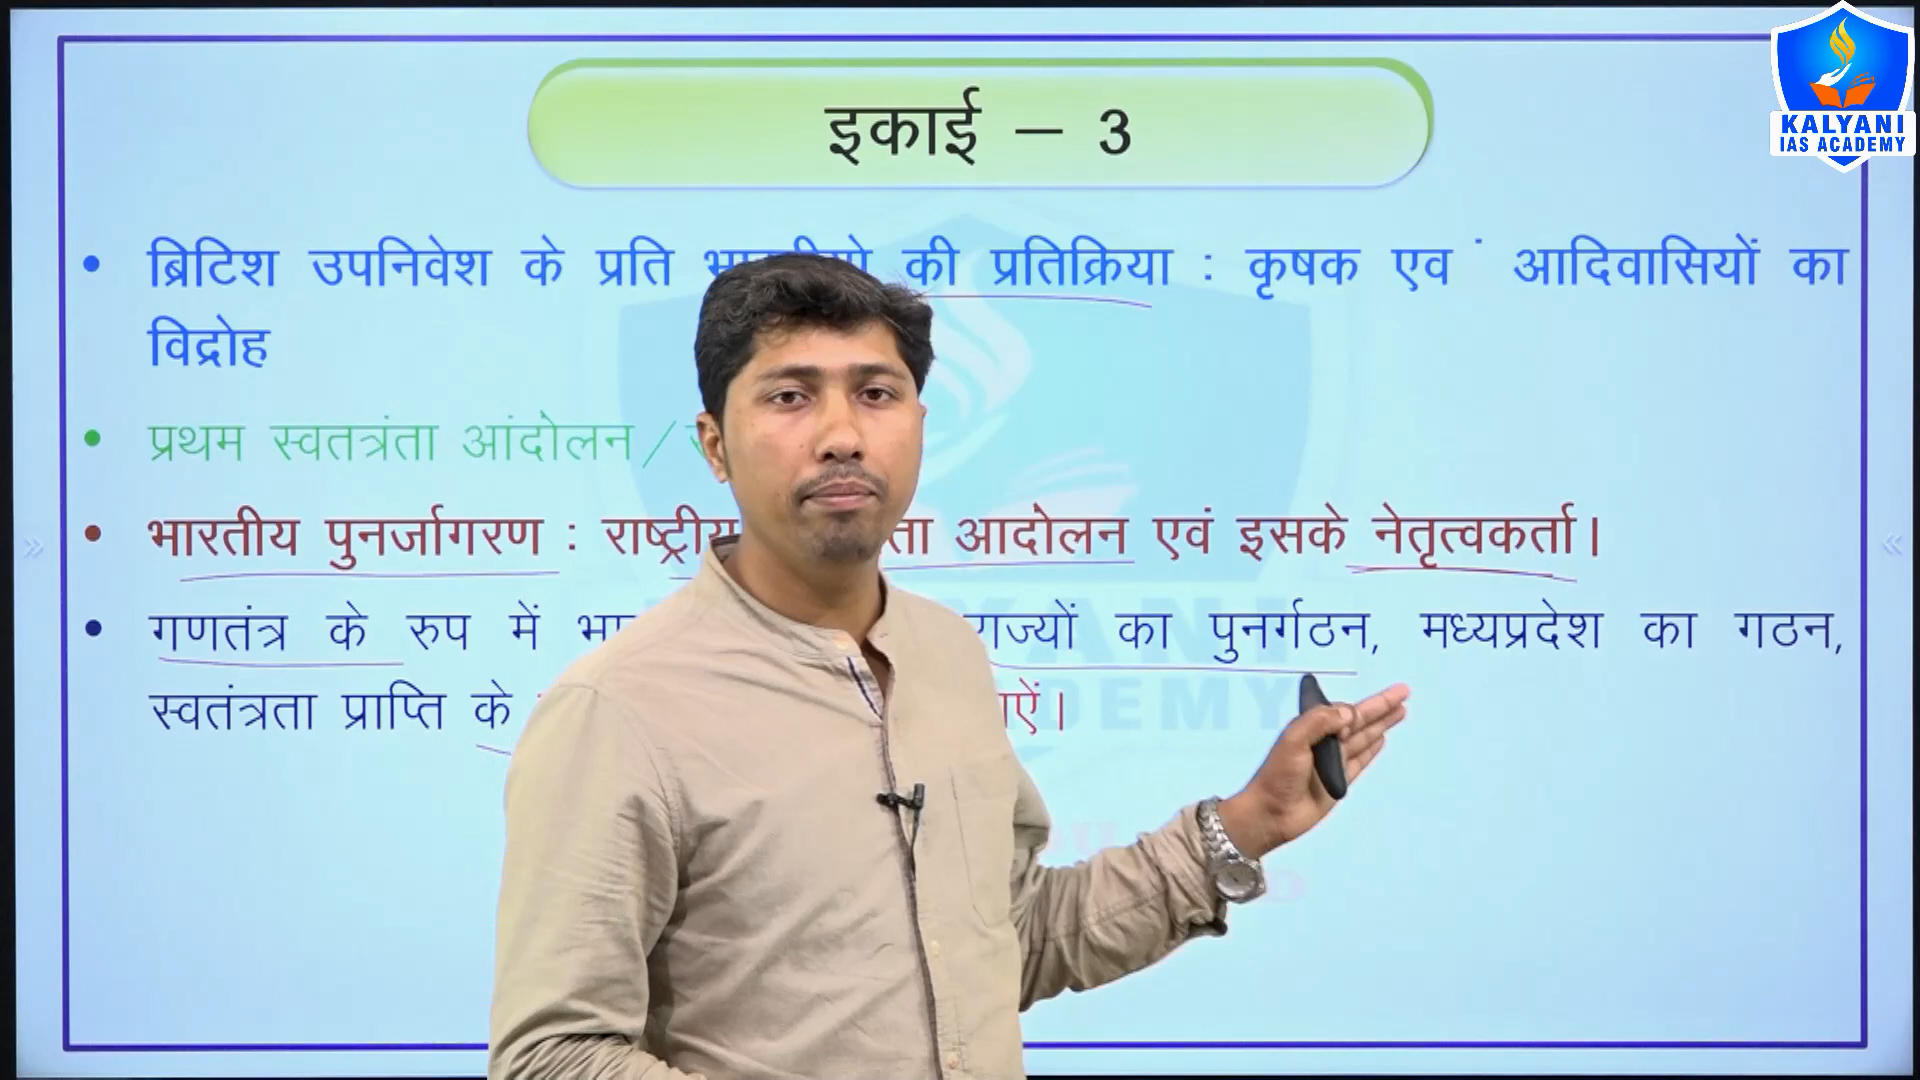 KALYANI
IAS ACADEMY
इकाई – 3
• ब्रिटिश उपनिवेश के प्रति की प्रतिक्रिया : कृषक एवं आदिवासियों का
विद्रोह
• प्रथम स्वतत्रंता आंदोलन /
• भारतीय पुनर्जागरण : राष्ट्रीय आदोंलन एवं इसके नेतृत्वकर्ता।
• गणतंत्र के रुप में राज्यों का पुनर्गठन, मध्यप्रदेश का गठन,
स्वतंत्रता प्राप्ति के